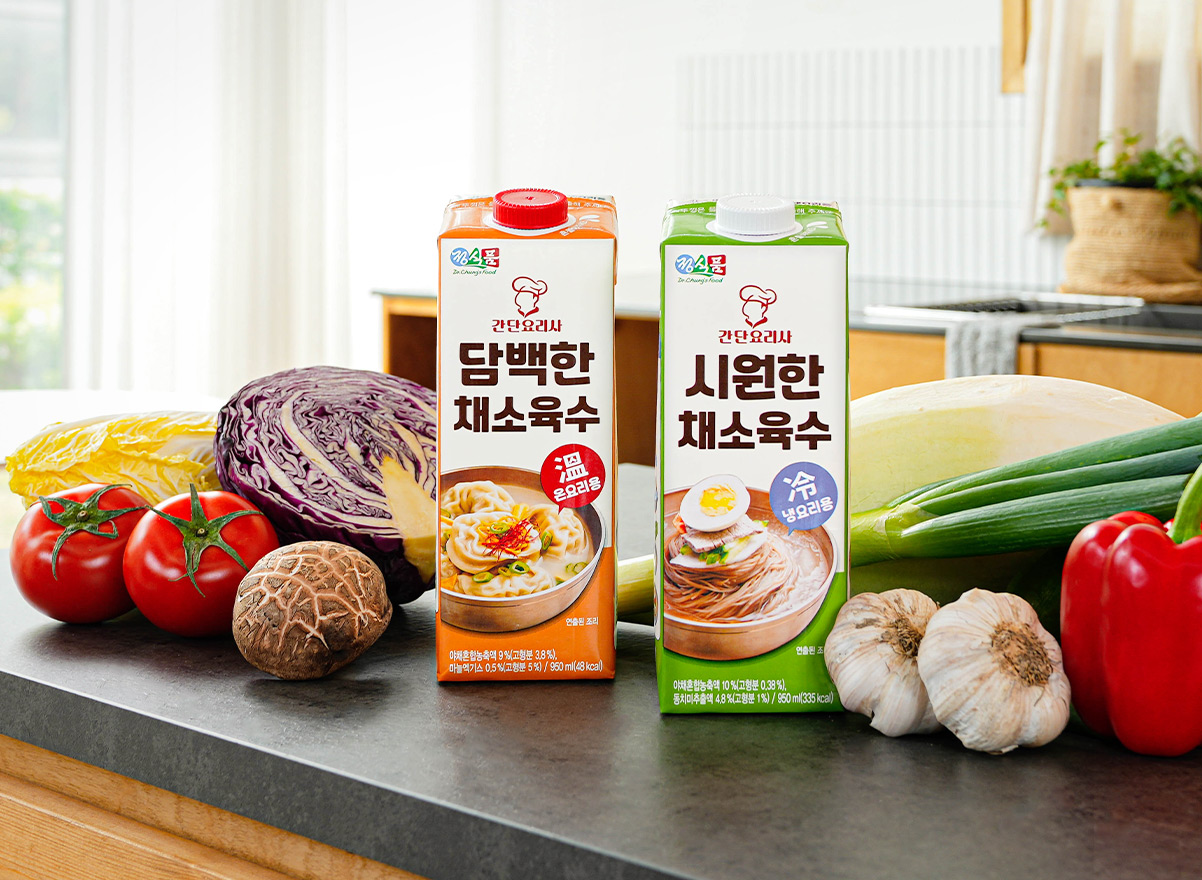 정식품
Dr.Chung's Food
간단요리사
담백한
채소육수
溫
온요리용
연출된 조리
야채혼합농축액 9%(고형분 3.8%),
마늘엑기스 0.5%(고형분 5%) / 950 ml(48 kcal)
정식품
Dr.Chung's Food
간단요리사
시원한
채소육수
冷
냉요리용
연출된 조
야채혼합농축액 10%(고형분 0.38%),
동치미추출액 4.8%(고형분 1%) / 950 ml(335 kcal)